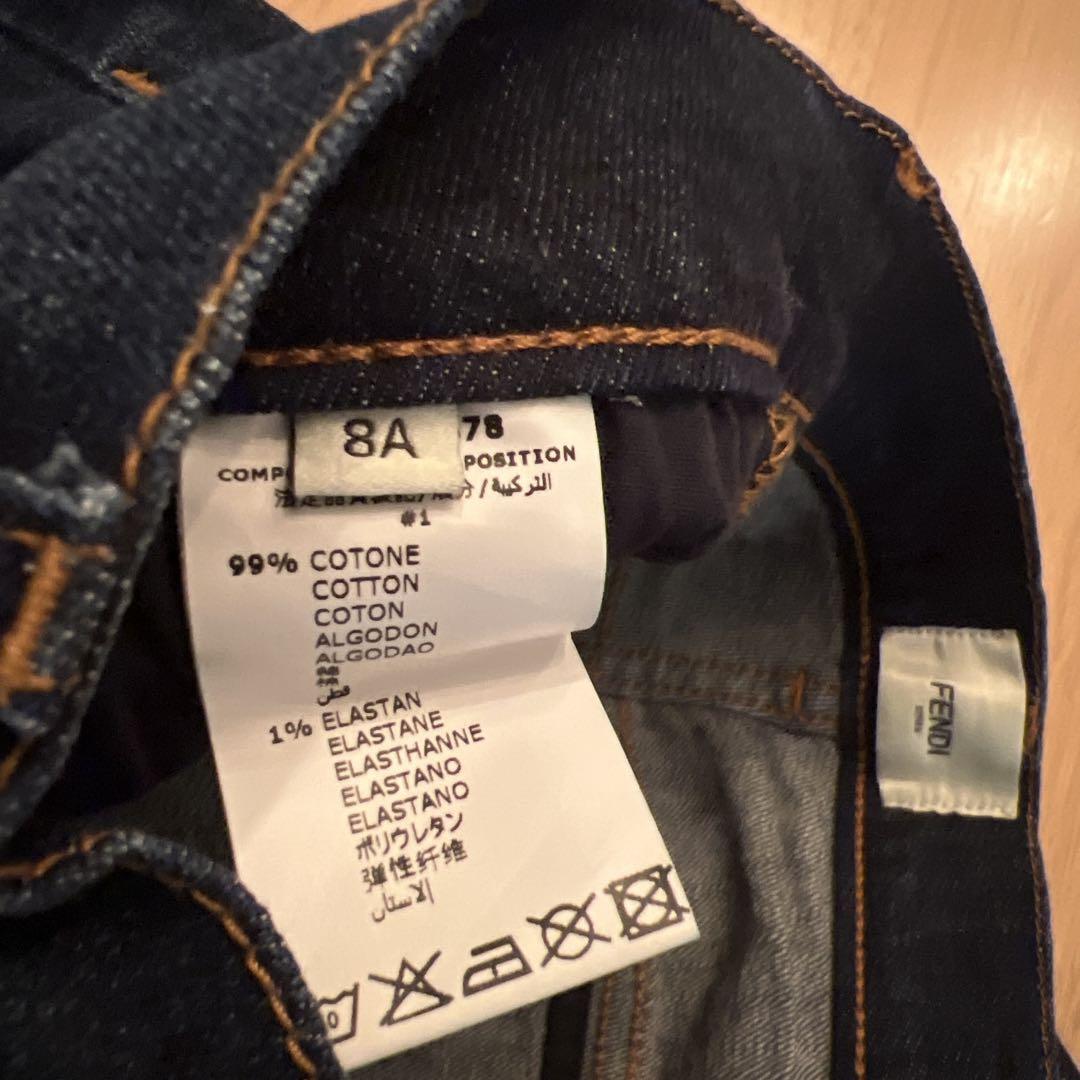 8A
78
COMP
POSITION
التركيبة/
#1
99% COTONE
COTTON
COTON
ALGODON
ALGODAO
棉
قطن
1% ELASTAN
ELASTANE
ELASTHANNE
ELASTANO
ELASTANO
ポリウレタン
弹性纤维
الاستان
FENDI